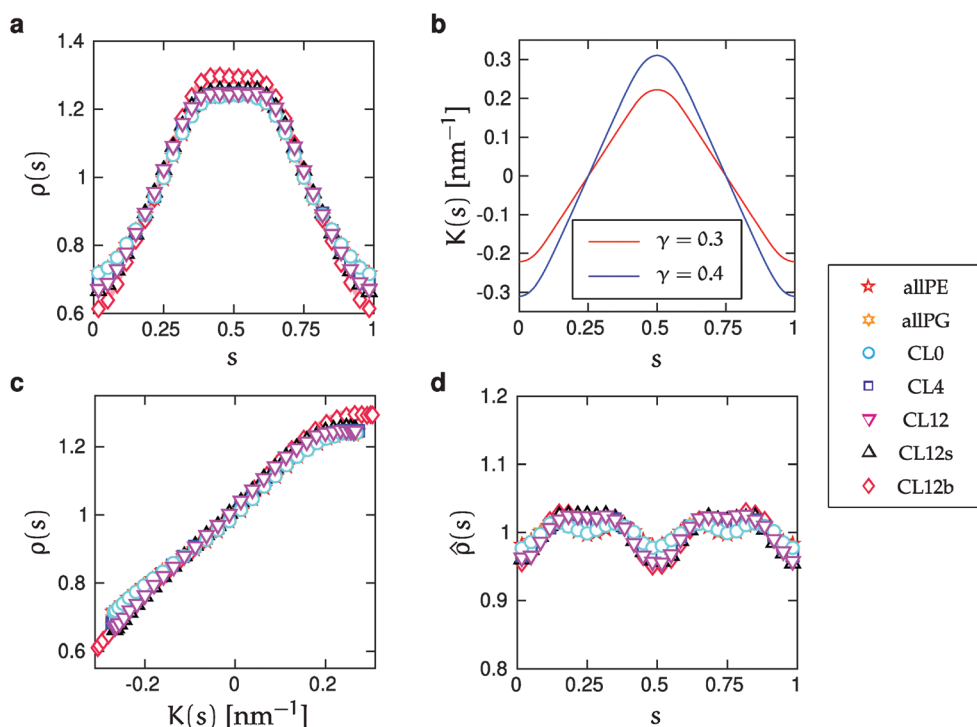 a
1.4
1.2
1
0.8
0.6
ρ(s)
0
0.25
0.5
0.75
1
s
b
0.3
0.2
0.1
0
-0.1
-0.2
-0.3
K(s) [nm⁻¹]
γ = 0.3
γ = 0.4
0
0.25
0.5
0.75
1
s
c
1.2
1.0
0.8
0.6
ρ(s)
-0.2
0
0.2
K(s) [nm⁻¹]
d
1.2
1.1
1.0
0.9
0.8
ρ̂(s)
0
0.25
0.5
0.75
1
s
allPE
allPG
CL0
CL4
CL12
CL12s
CL12b